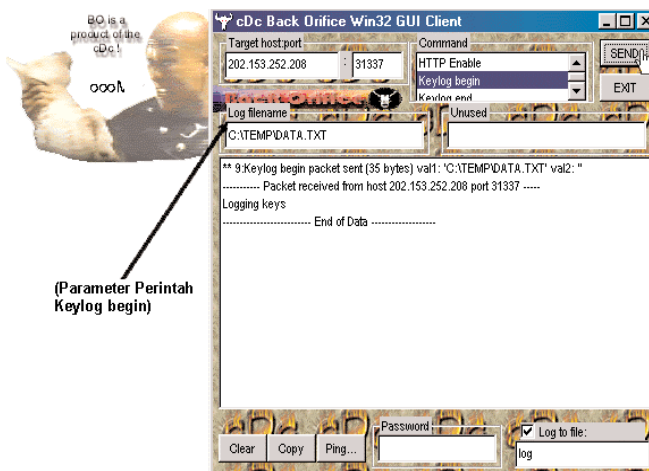 BO is a
product of the
cDc !
cDc Back Orifice Win32 GUI Client
Target host:port
202.153.252.208 : 31337
Command
HTTP Enable
Keylog begin
Keylog end
SEND!
EXIT
BackOrifice
Log filename
C:\TEMP\DATA.TXT
Unused
** 9:Keylog begin packet sent (35 bytes) val1: 'C:\TEMP\DATA.TXT' val2: ''
----------- Packet received from host 202.153.252.208 port 31337 -----
Logging keys
------------------------- End of Data -------------------
(Parameter Perintah
Keylog begin)
Clear
Copy
Ping...
Password
Log to file:
log